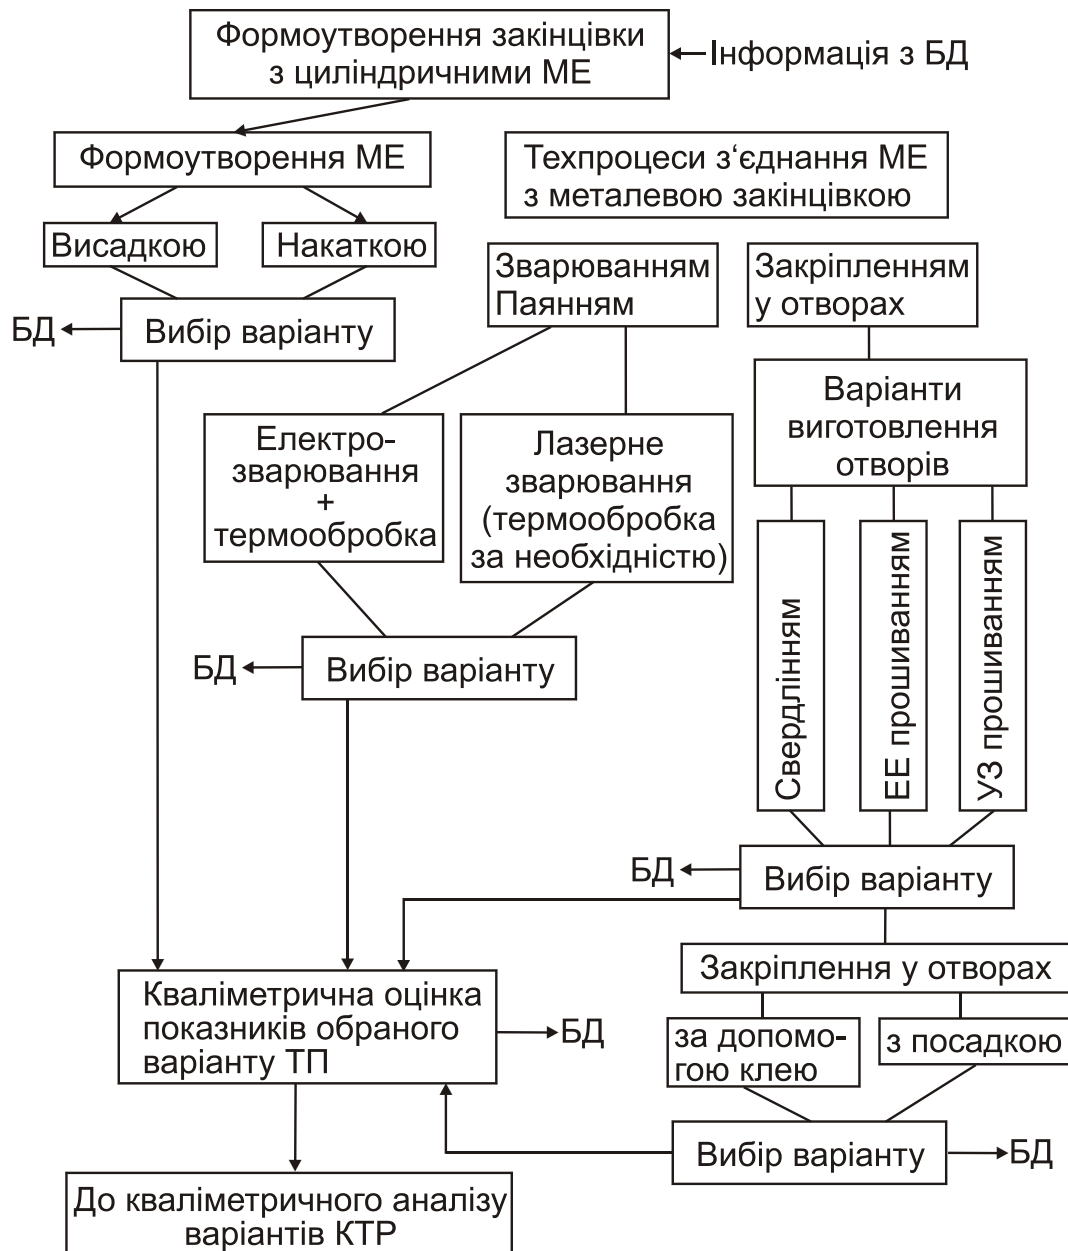 Формоутворення закінцівки
з циліндричними МЕ
Інформація з БД
Формоутворення МЕ
Техпроцеси з‘єднання МЕ
з металевою закінцівкою
Висадкою
Накаткою
Зварюванням
Паянням
Закріпленням
у отворах
БД
Вибір варіанту
Варіанти
виготовлення
отворів
Електро-
зварювання
+
термообробка
Лазерне
зварювання
(термообробка
за необхідністю)
Свердлінням
ЕЕ прошиванням
УЗ прошиванням
БД
Вибір варіанту
БД
Вибір варіанту
Закріплення у отворах
Кваліметрична оцінка
показників обраного
варіанту ТП
БД
за допомо-
гою клею
з посадкою
Вибір варіанту
БД
До кваліметричного аналізу
варіантів КТР